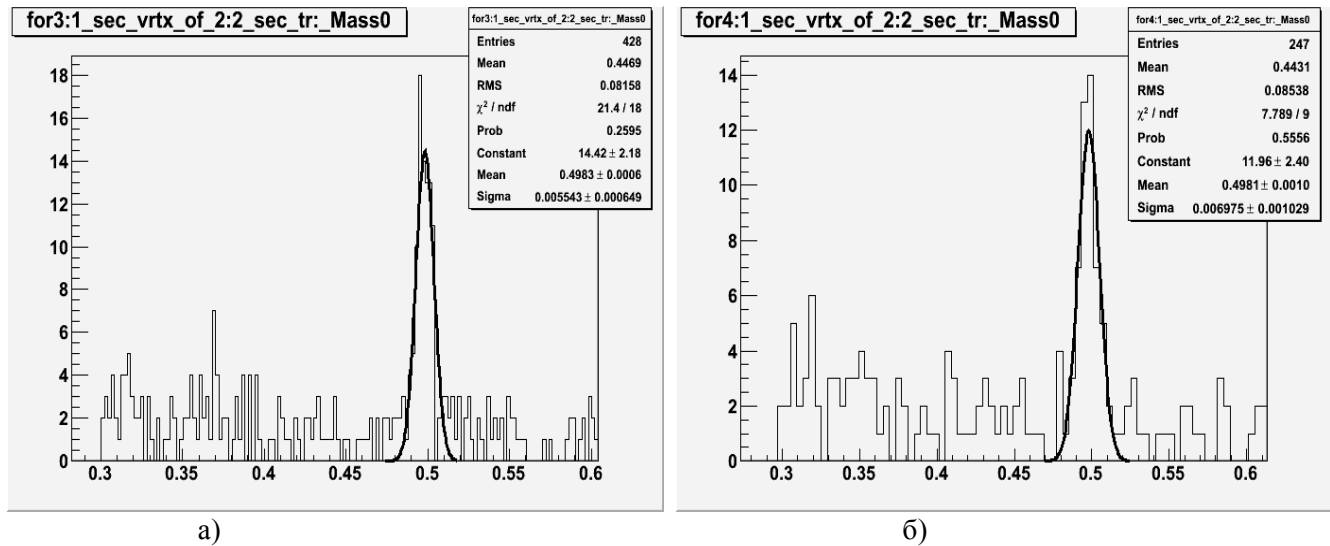 for3:1_sec_vrtx_of_2:2_sec_tr:_Mass0
for3:1_sec_vrtx_of_2:2_sec_tr:_Mass0
Entries 428
Mean 0.4469
RMS 0.08158
χ² / ndf 21.4 / 18
Prob 0.2595
Constant 14.42 ± 2.18
Mean 0.4983 ± 0.0006
Sigma 0.005543 ± 0.000649
18
16
14
12
10
8
6
4
2
0
0.3 0.35 0.4 0.45 0.5 0.55 0.6
а)
for4:1_sec_vrtx_of_2:2_sec_tr:_Mass0
for4:1_sec_vrtx_of_2:2_sec_tr:_Mass0
Entries 247
Mean 0.4431
RMS 0.08538
χ² / ndf 7.789 / 9
Prob 0.5556
Constant 11.96 ± 2.40
Mean 0.4981 ± 0.0010
Sigma 0.006975 ± 0.001029
14
12
10
8
6
4
2
0
0.3 0.35 0.4 0.45 0.5 0.55 0.6
б)